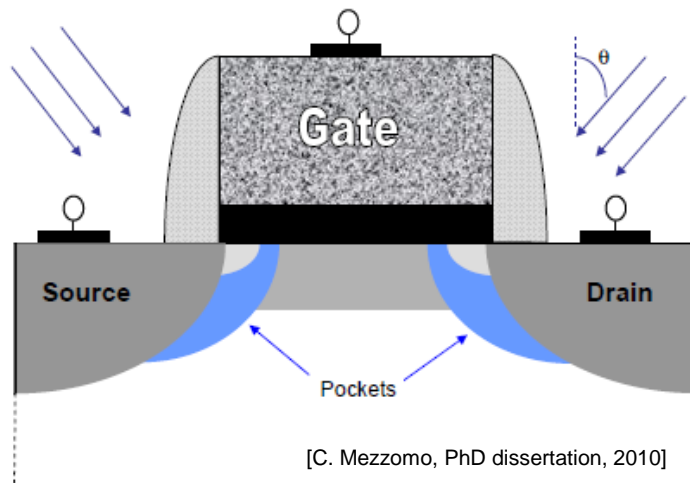 θ
Gate
Source
Drain
Pockets
[C. Mezzomo, PhD dissertation, 2010]